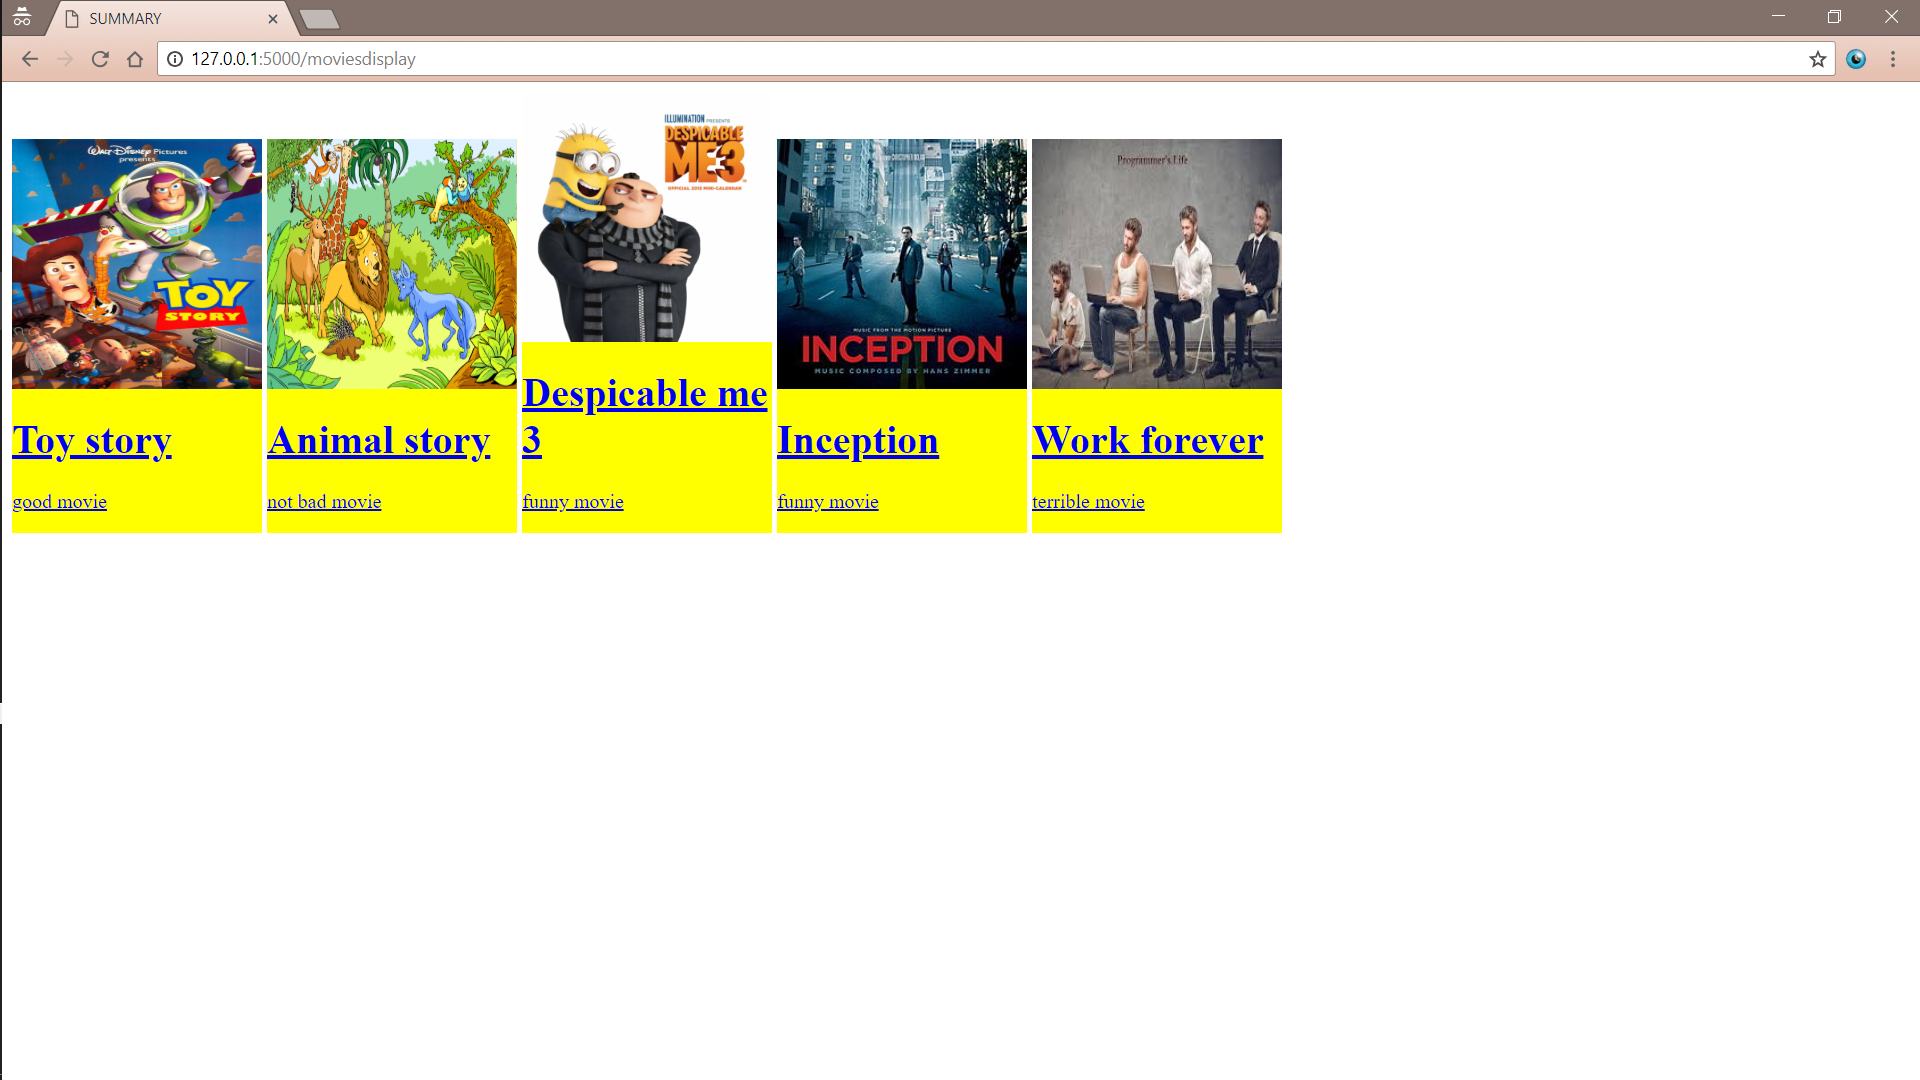 SUMMARY
127.0.0.1:5000/moviesdisplay
WALT DISNEY Pictures
presents
TOY
STORY
ILLUMINATION PRESENTS
DESPICABLE
ME3
OFFICIAL 2018 MINI-CALENDAR
MUSIC FROM THE MOTION PICTURE
INCEPTION
MUSIC COMPOSED BY HANS ZIMMER
Programmer's Life
Toy story
good movie
Animal story
not bad movie
Despicable me
3
funny movie
Inception
funny movie
Work forever
terrible movie